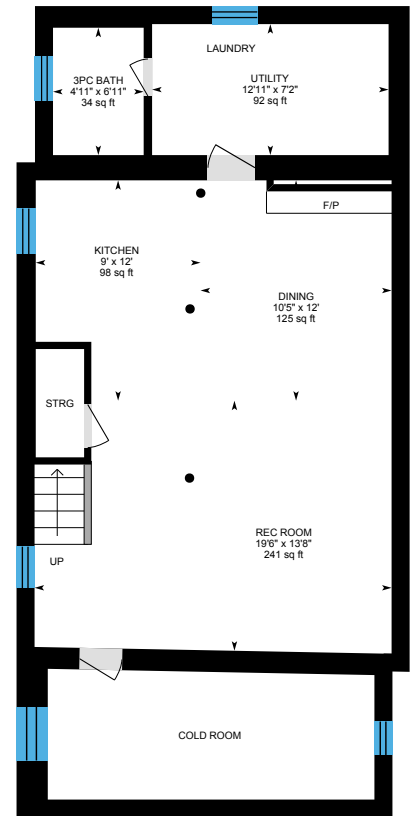 LAUNDRY
3PC BATH
4'11" x 6'11"
34 sq ft
UTILITY
12'11" x 7'2"
92 sq ft
F/P
KITCHEN
9' x 12'
98 sq ft
DINING
10'5" x 12'
125 sq ft
STRG
REC ROOM
19'6" x 13'8"
241 sq ft
UP
COLD ROOM